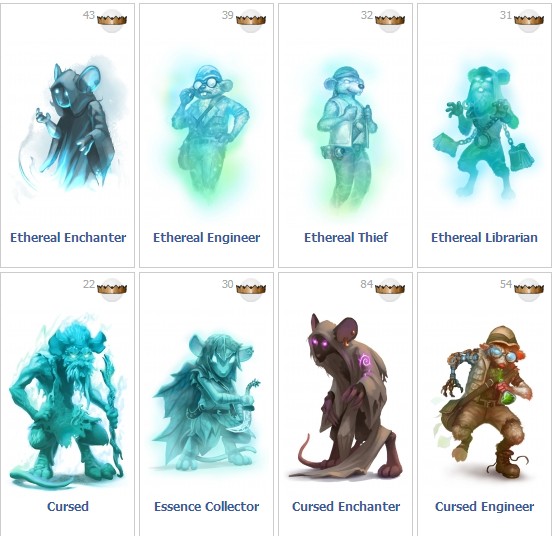 43
39
32
31
Ethereal Enchanter
Ethereal Engineer
Ethereal Thief
Ethereal Librarian
22
30
84
54
Cursed
Essence Collector
Cursed Enchanter
Cursed Engineer